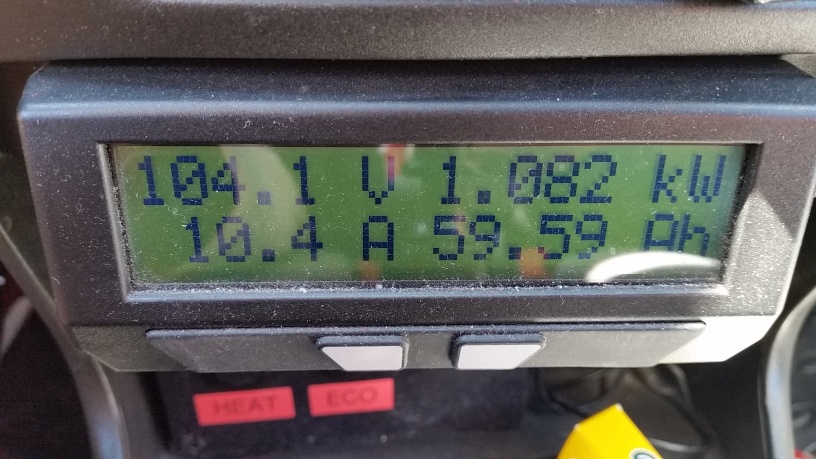 104.1 V 1.082 kW
10.4 A 59.59 Ah
HEAT ECO